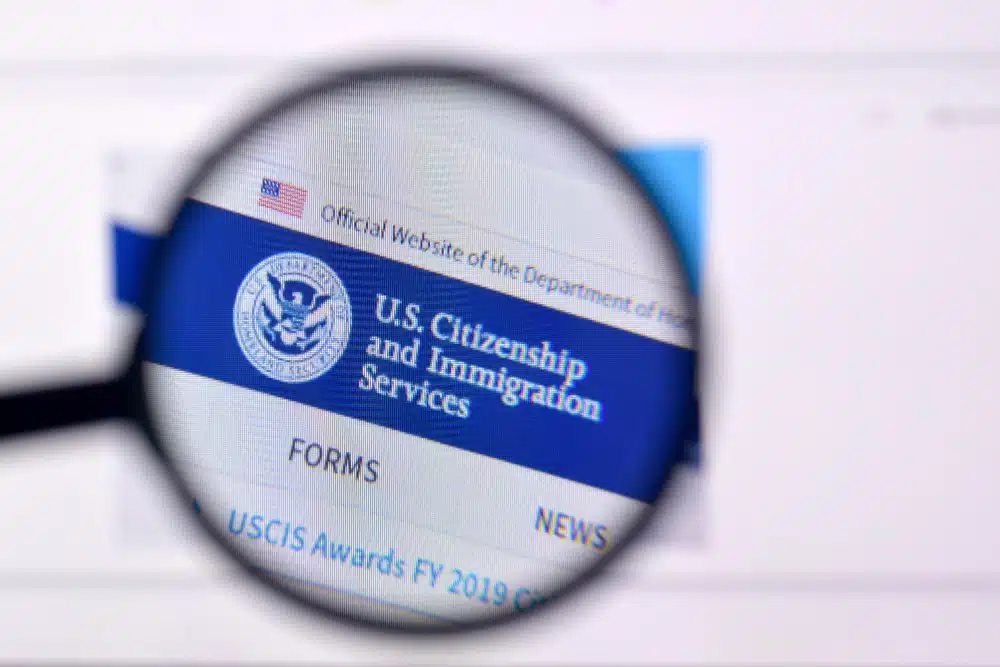 Official Website of the Department of
U.S. Citizenship
and Immigration
Services
FORMS
NEWS
USCIS Awards FY 2019